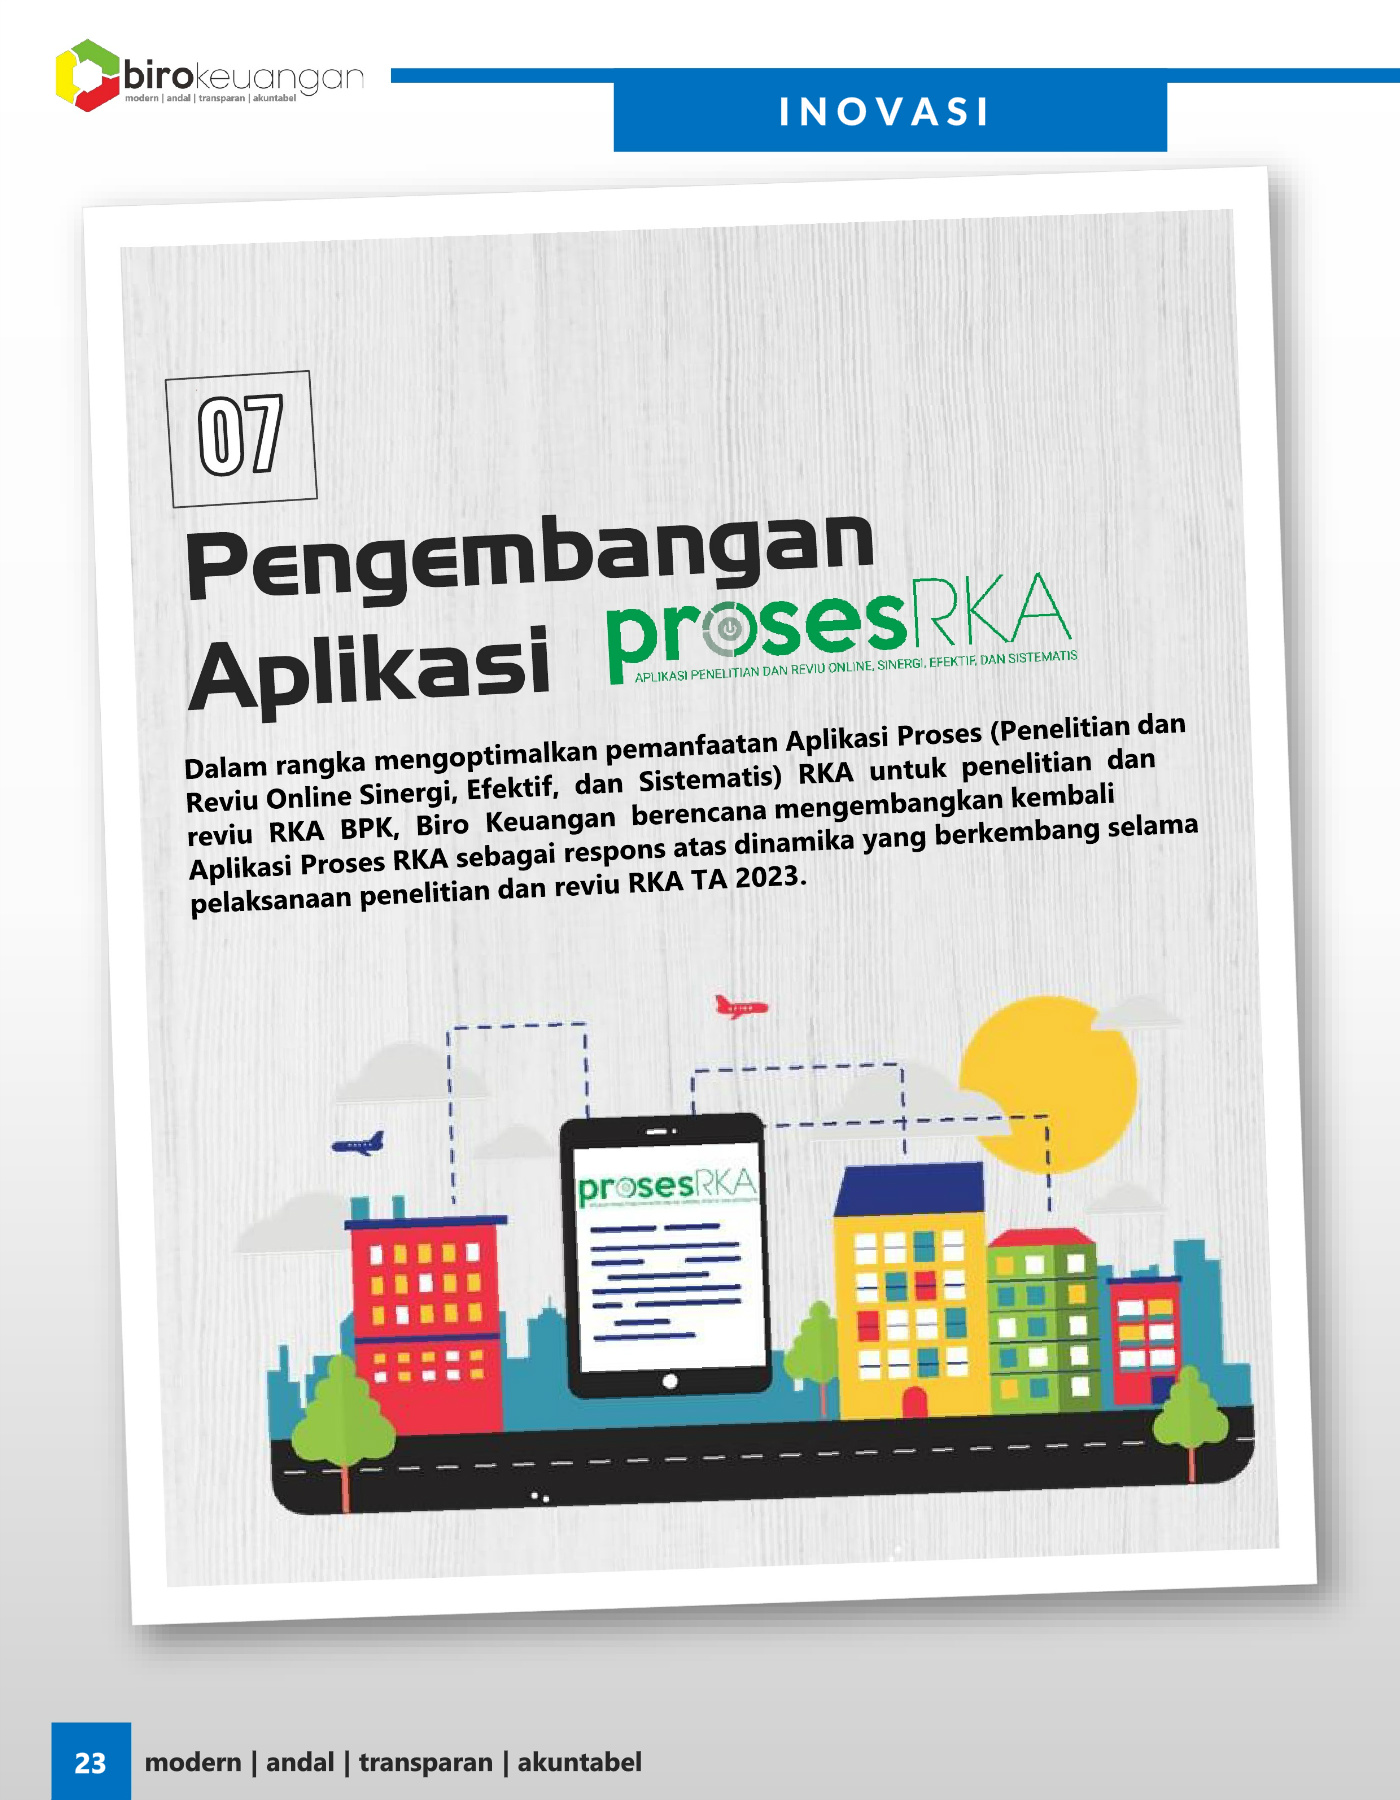 birokeuangan
modern | andal | transparan | akuntabel
INOVASI
07
Pengembangan
Aplikasi prosesRKA
APLIKASI PENELITIAN DAN REVIU ONLINE, SINERGI, EFEKTIF, DAN SISTEMATIS
Dalam rangka mengoptimalkan pemanfaatan Aplikasi Proses (Penelitian dan
Reviu Online Sinergi, Efektif, dan Sistematis) RKA untuk penelitian dan
reviu RKA BPK, Biro Keuangan berencana mengembangkan kembali
Aplikasi Proses RKA sebagai respons atas dinamika yang berkembang selama
pelaksanaan penelitian dan reviu RKA TA 2023.
prosesRKA
23 modern | andal | transparan | akuntabel